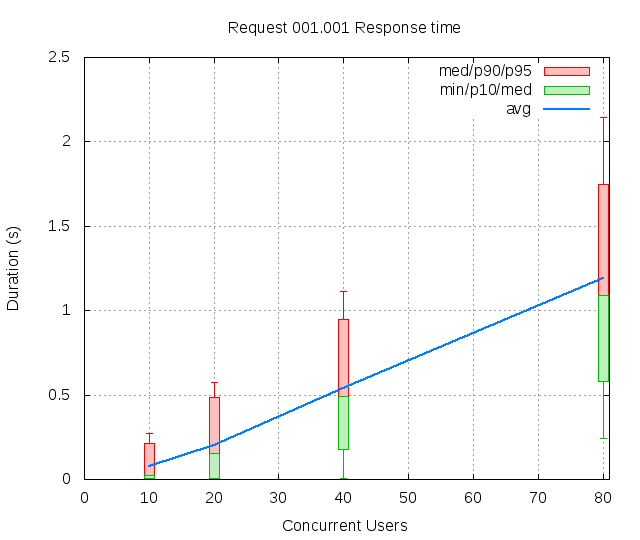 Request 001.001 Response time
2.5
2
1.5
1
0.5
0
Duration (s)
med/p90/p95
min/p10/med
avg
0 10 20 30 40 50 60 70 80
Concurrent Users